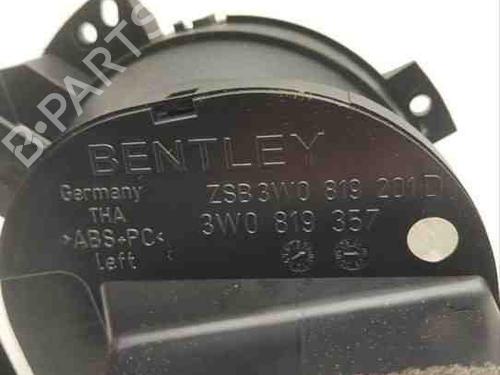 B-PARTS
BENTLEY
Germany ZSB 3W0 819 201 D
THA 3W0 819 357
>ABS+PC<
Left